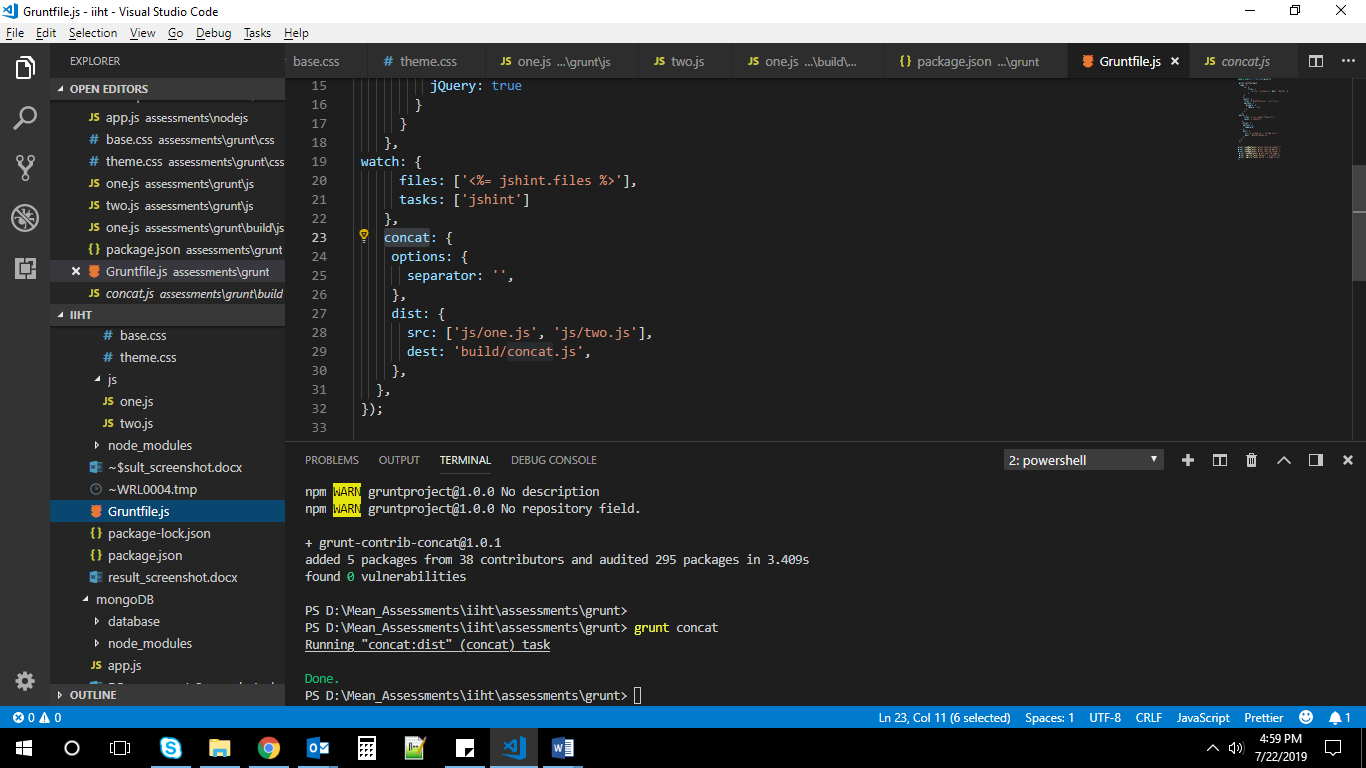 Gruntfile.js - iiht - Visual Studio Code
File Edit Selection View Go Debug Tasks Help
EXPLORER
OPEN EDITORS
JS app.js assessments\nodejs
# base.css assessments\grunt\css
# theme.css assessments\grunt\css
JS one.js assessments\grunt\js
JS two.js assessments\grunt\js
JS one.js assessments\grunt\build\js
{} package.json assessments\grunt
Gruntfile.js assessments\grunt
JS concat.js assessments\grunt\build
IIHT
# base.css
# theme.css
js
JS one.js
JS two.js
node_modules
~$sult_screenshot.docx
~WRL0004.tmp
Gruntfile.js
{} package-lock.json
{} package.json
result_screenshot.docx
mongoDB
database
node_modules
JS app.js
OUTLINE
base.css # theme.css JS one.js ...\grunt\js JS two.js JS one.js ...\build\... {} package.json ...\grunt Gruntfile.js JS concat.js
15 jQuery: true
16 }
17 }
18 },
19 watch: {
20 files: ['<%= jshint.files %>'],
21 tasks: ['jshint']
22 },
23 concat: {
24 options: {
25 separator: '',
26 },
27 dist: {
28 src: ['js/one.js', 'js/two.js'],
29 dest: 'build/concat.js',
30 },
31 },
32 });
33
PROBLEMS OUTPUT TERMINAL DEBUG CONSOLE 2: powershell
npm WARN gruntproject@1.0.0 No description
npm WARN gruntproject@1.0.0 No repository field.
+ grunt-contrib-concat@1.0.1
added 5 packages from 38 contributors and audited 295 packages in 3.409s
found 0 vulnerabilities
PS D:\Mean_Assessments\iiht\assessments\grunt>
PS D:\Mean_Assessments\iiht\assessments\grunt> grunt concat
Running "concat:dist" (concat) task
Done.
PS D:\Mean_Assessments\iiht\assessments\grunt>
0 0 Ln 23, Col 11 (6 selected) Spaces: 1 UTF-8 CRLF JavaScript Prettier 1
4:59 PM
7/22/2019